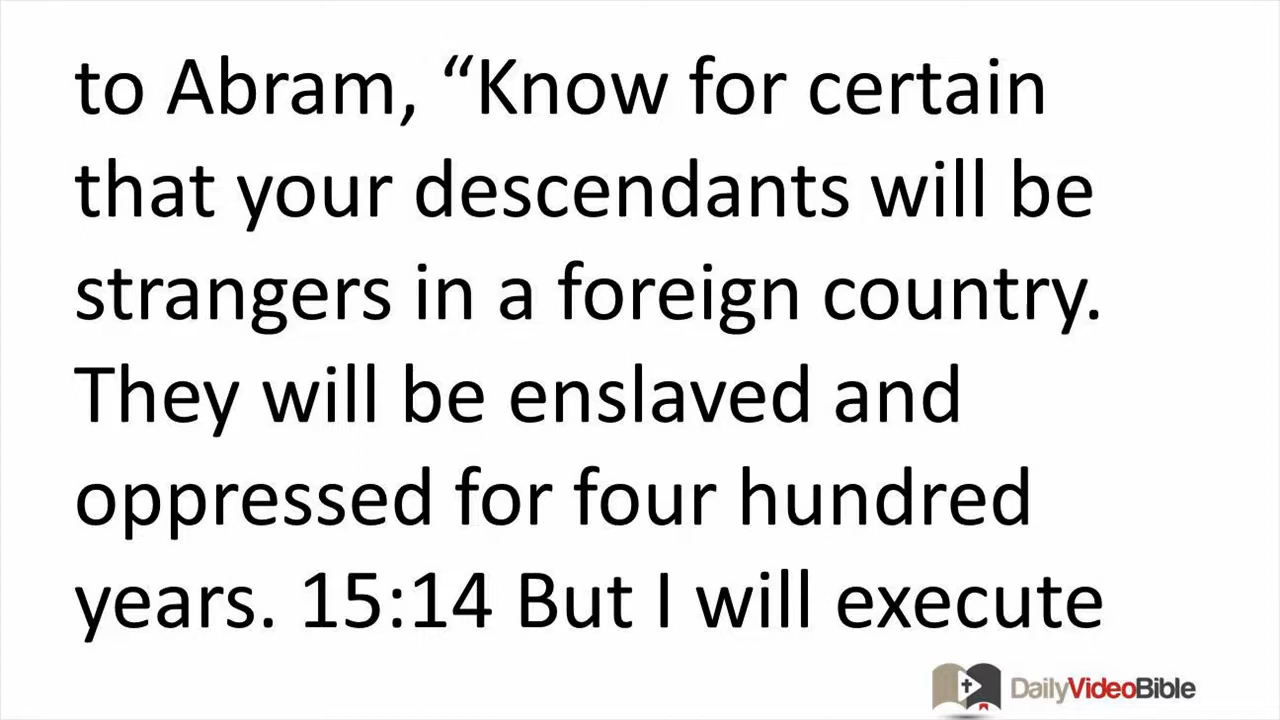 to Abram, “Know for certain
that your descendants will be
strangers in a foreign country.
They will be enslaved and
oppressed for four hundred
years. 15:14 But I will execute
DailyVideoBible